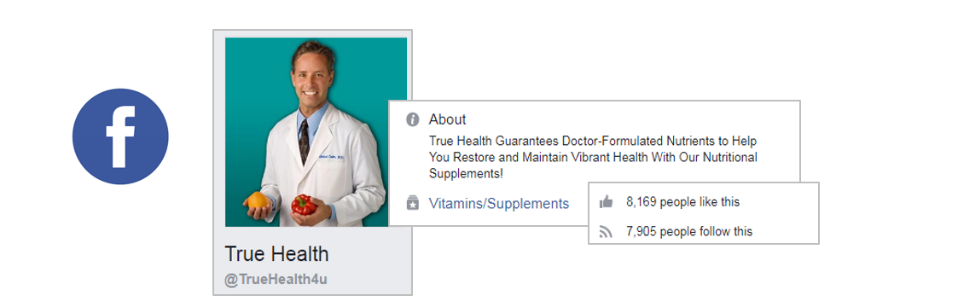 f
About
True Health Guarantees Doctor-Formulated Nutrients to Help
You Restore and Maintain Vibrant Health With Our Nutritional
Supplements!
Vitamins/Supplements
8,169 people like this
7,905 people follow this
True Health
@TrueHealth4u